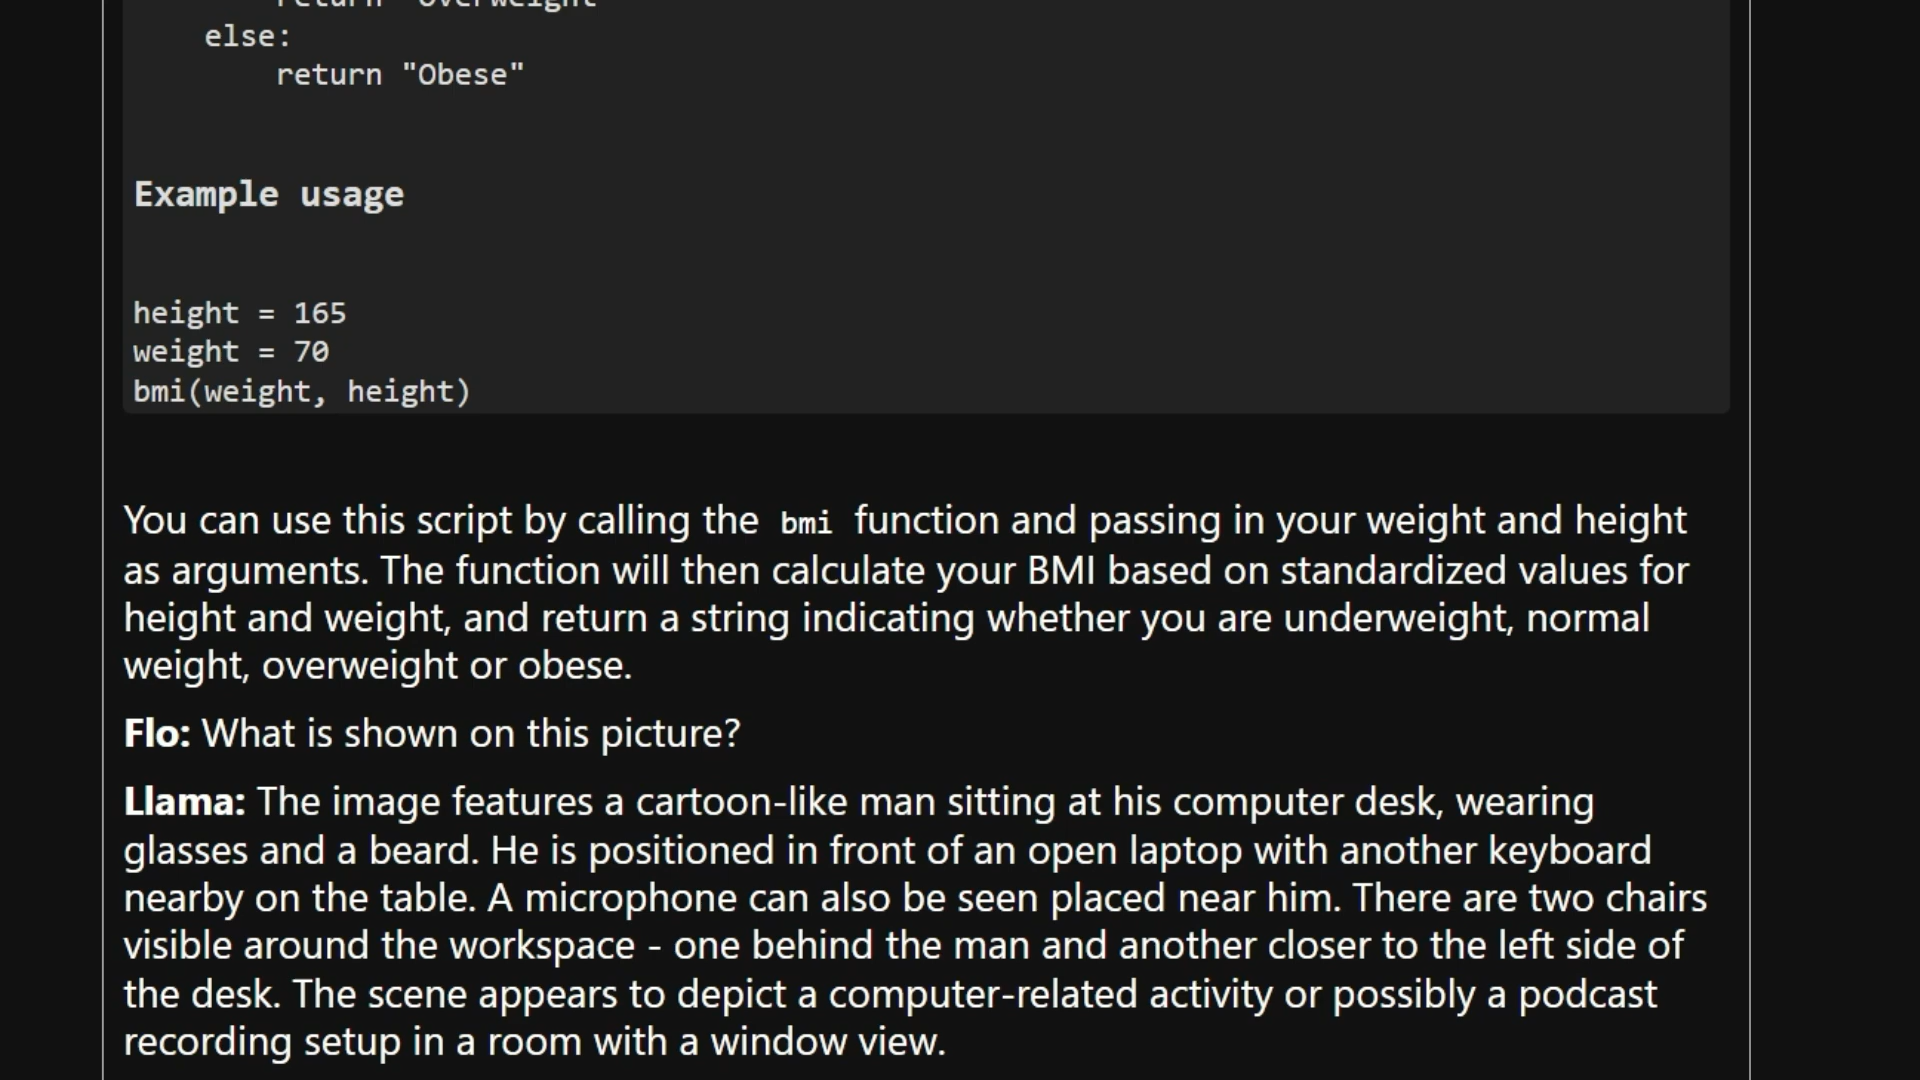 return "Overweight"
else:
return "Obese"
Example usage
height = 165
weight = 70
bmi(weight, height)
You can use this script by calling the bmi function and passing in your weight and height
as arguments. The function will then calculate your BMI based on standardized values for
height and weight, and return a string indicating whether you are underweight, normal
weight, overweight or obese.
Flo: What is shown on this picture?
Llama: The image features a cartoon-like man sitting at his computer desk, wearing
glasses and a beard. He is positioned in front of an open laptop with another keyboard
nearby on the table. A microphone can also be seen placed near him. There are two chairs
visible around the workspace - one behind the man and another closer to the left side of
the desk. The scene appears to depict a computer-related activity or possibly a podcast
recording setup in a room with a window view.